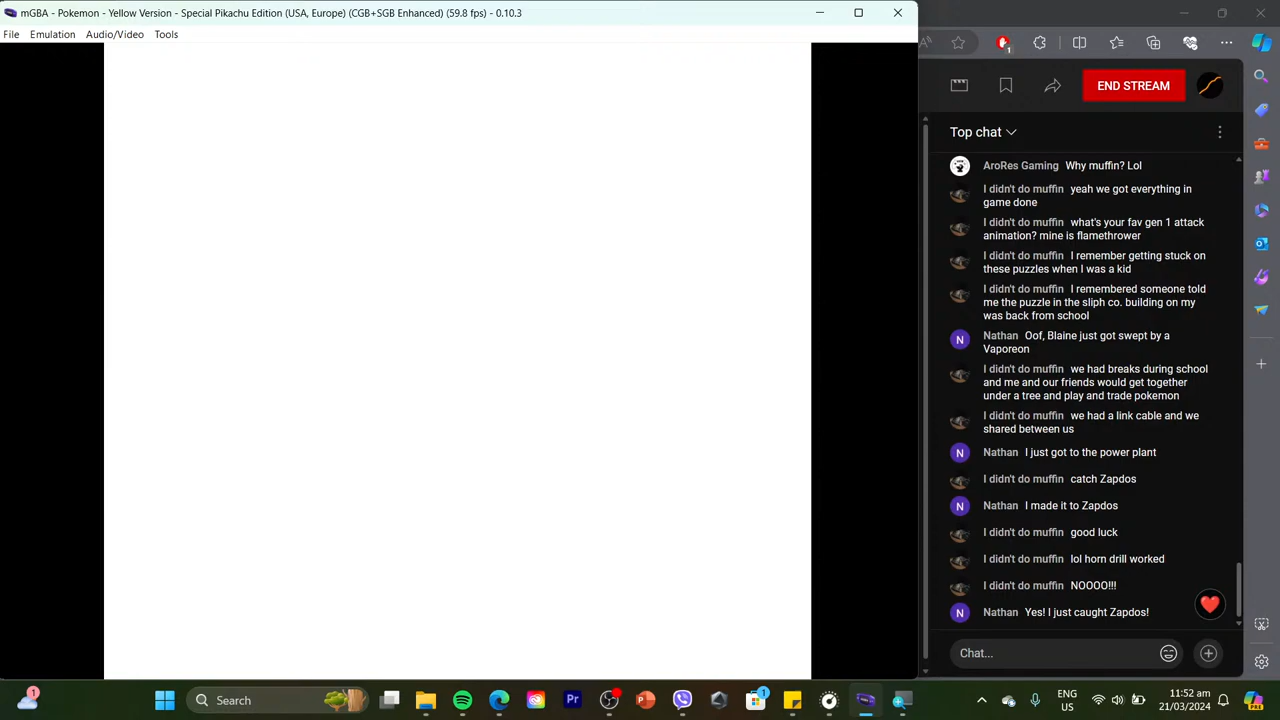 mGBA - Pokemon - Yellow Version - Special Pikachu Edition (USA, Europe) (CGB+SGB Enhanced) (59.8 fps) - 0.10.3
File Emulation Audio/Video Tools
1
END STREAM
Top chat
AroRes Gaming Why muffin? Lol
I didn't do muffin yeah we got everything in
game done
I didn't do muffin what's your fav gen 1 attack
animation? mine is flamethrower
I didn't do muffin I remember getting stuck on
these puzzles when I was a kid
I didn't do muffin I remembered someone told
me the puzzle in the sliph co. building on my
was back from school
N Nathan Oof, Blaine just got swept by a
Vaporeon
I didn't do muffin we had breaks during school
and me and our friends would get together
under a tree and play and trade pokemon
I didn't do muffin we had a link cable and we
shared between us
N Nathan I just got to the power plant
I didn't do muffin catch Zapdos
N Nathan I made it to Zapdos
I didn't do muffin good luck
I didn't do muffin lol horn drill worked
I didn't do muffin NOOOO!!!
N Nathan Yes! I just caught Zapdos!
Chat...
1
Search
Pr
1
ENG
US
11:52 am
21/03/2024